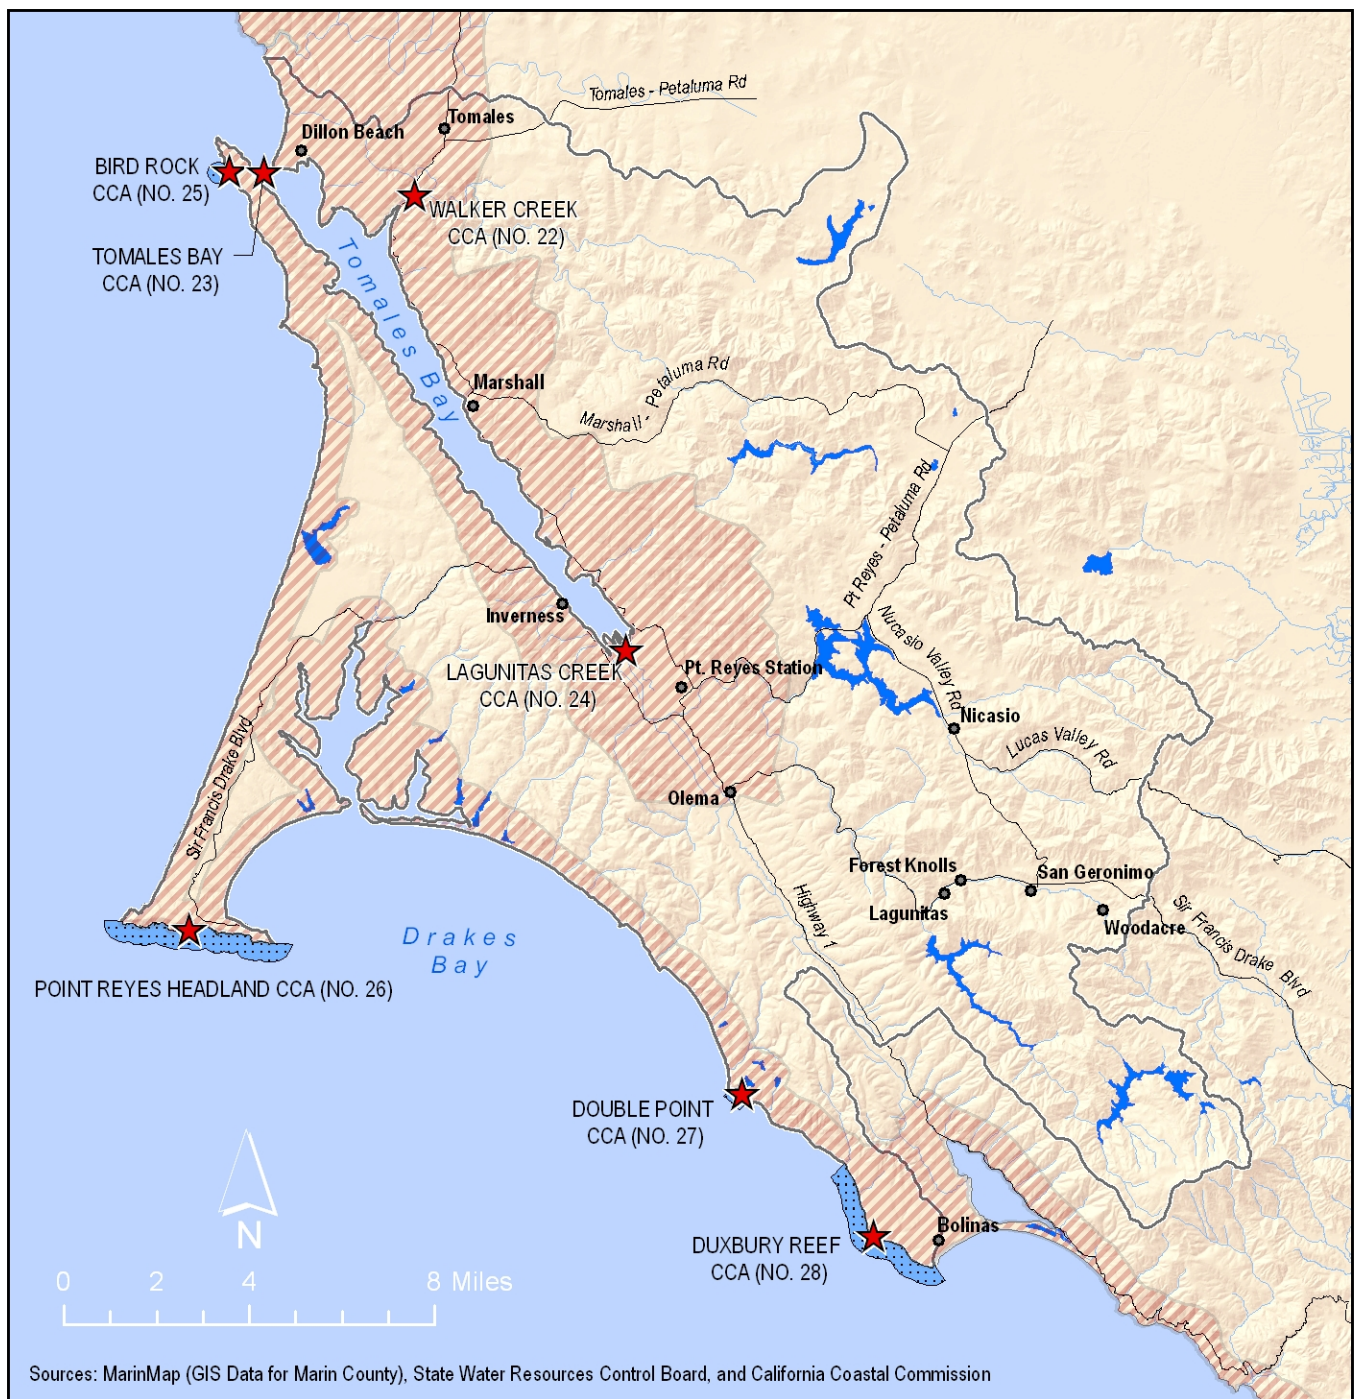 Tomales - Petaluma Rd
Tomales
Dillon Beach
BIRD ROCK
CCA (NO. 25)
WALKER CREEK
CCA (NO. 22)
TOMALES BAY
CCA (NO. 23)
Tomales Bay
Marshall
Marshall - Petaluma Rd
Pt Reyes - Petaluma Rd
Inverness
Nucasio Valley Rd
LAGUNITAS CREEK
CCA (NO. 24)
Pt. Reyes Station
Nicasio
Lucas Valley Rd
Sir Francis Drake Blvd
Olema
Forest Knolls
San Geronimo
Lagunitas
Woodacre
Highway 1
Sir Francis Drake Blvd
Drakes
Bay
POINT REYES HEADLAND CCA (NO. 26)
DOUBLE POINT
CCA (NO. 27)
Bolinas
DUXBURY REEF
CCA (NO. 28)
N
0 2 4 8 Miles
Sources: MarinMap (GIS Data for Marin County), State Water Resources Control Board, and California Coastal Commission